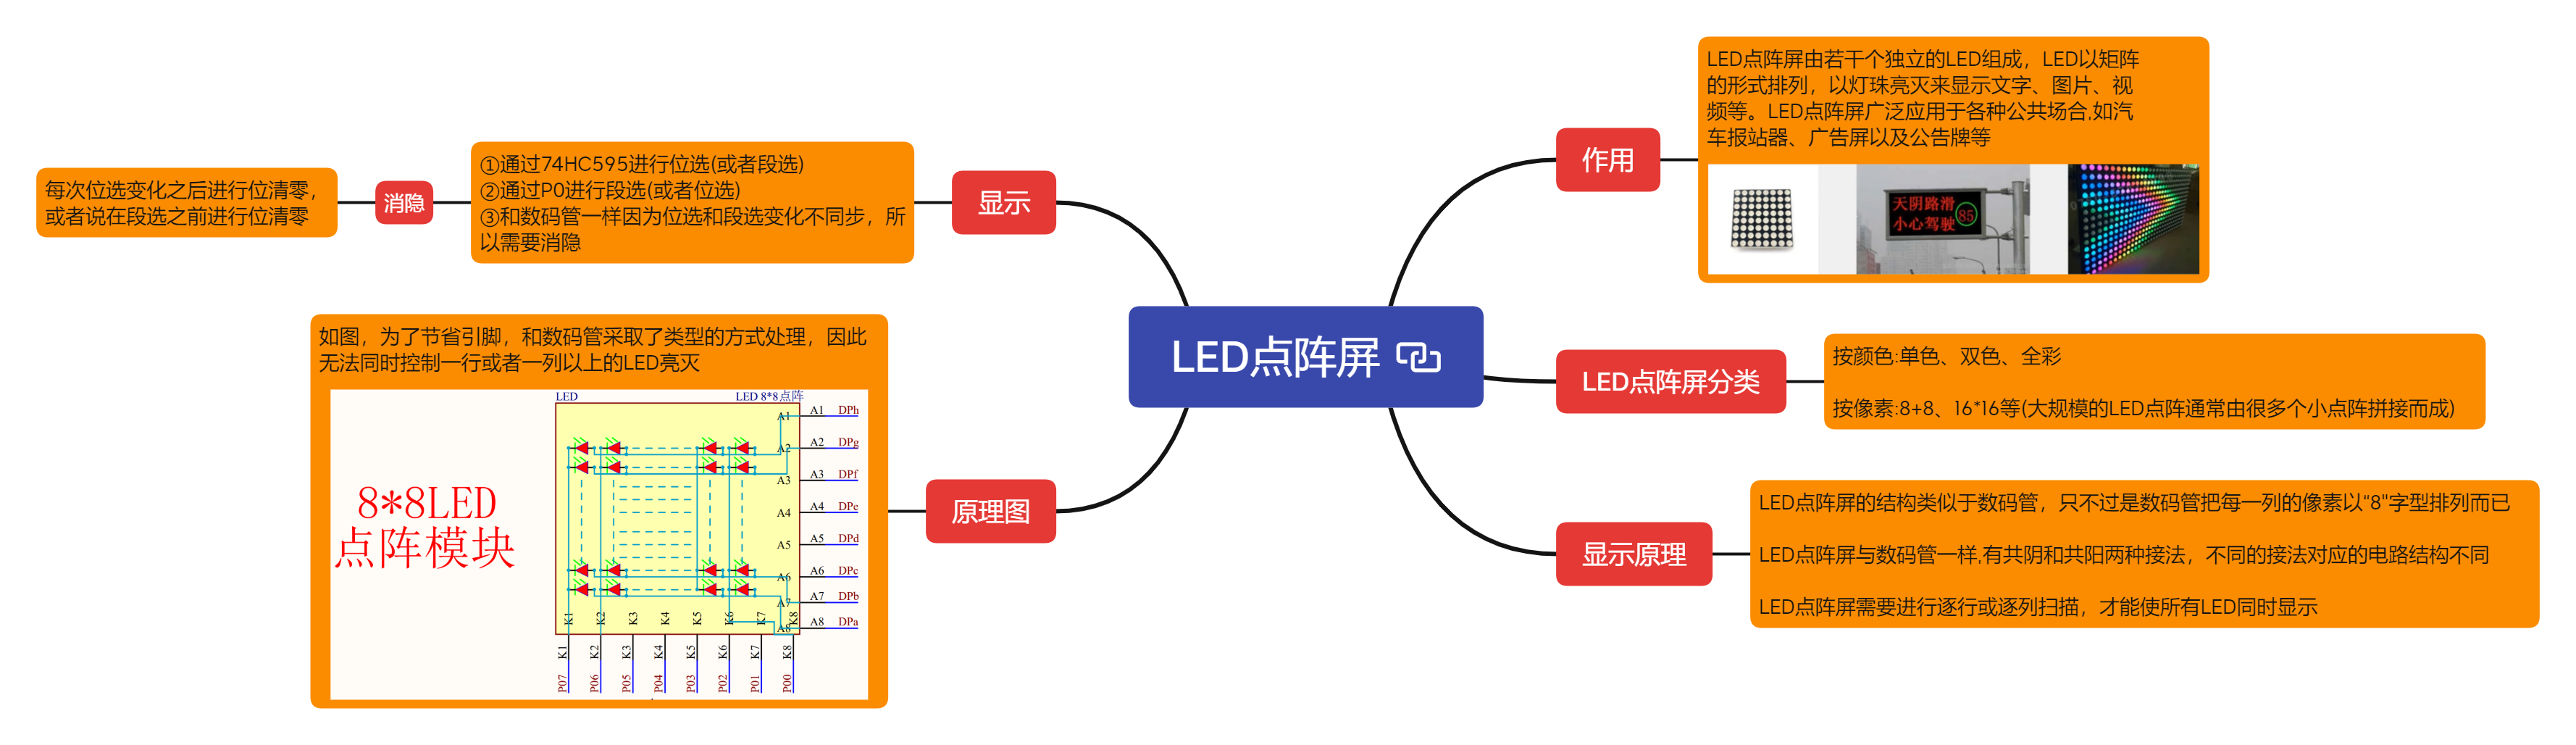 LED点阵屏
作用
LED点阵屏由若干个独立的LED组成，LED以矩阵
的形式排列，以灯珠亮灭来显示文字、图片、视
频等。LED点阵屏广泛应用于各种公共场合,如汽
车报站器、广告屏以及公告牌等
天阴路滑
小心驾驶
85
LED点阵屏分类
按颜色:单色、双色、全彩
按像素:8+8、16*16等(大规模的LED点阵通常由很多个小点阵拼接而成)
显示原理
LED点阵屏的结构类似于数码管，只不过是数码管把每一列的像素以“8”字型排列而已
LED点阵屏与数码管一样,有共阴和共阳两种接法，不同的接法对应的电路结构不同
LED点阵屏需要进行逐行或逐列扫描，才能使所有LED同时显示
显示
①通过74HC595进行位选(或者段选)
②通过P0进行段选(或者位选)
③和数码管一样因为位选和段选变化不同步，所
以需要消隐
消隐
每次位选变化之后进行位清零，
或者说在段选之前进行位清零
原理图
如图，为了节省引脚，和数码管采取了类型的方式处理，因此
无法同时控制一行或者一列以上的LED亮灭
8*8LED
点阵模块
LED
LED 8*8点阵
A1 A1 DPh
A2 A2 DPg
A3 A3 DPf
A4 A4 DPe
A5 A5 DPd
A6 A6 DPc
A7 A7 DPb
A8 A8 DPa
K1 K2 K3 K4 K5 K6 K7 K8
K1 K2 K3 K4 K5 K6 K7 K8
P07 P06 P05 P04 P03 P02 P01 P00